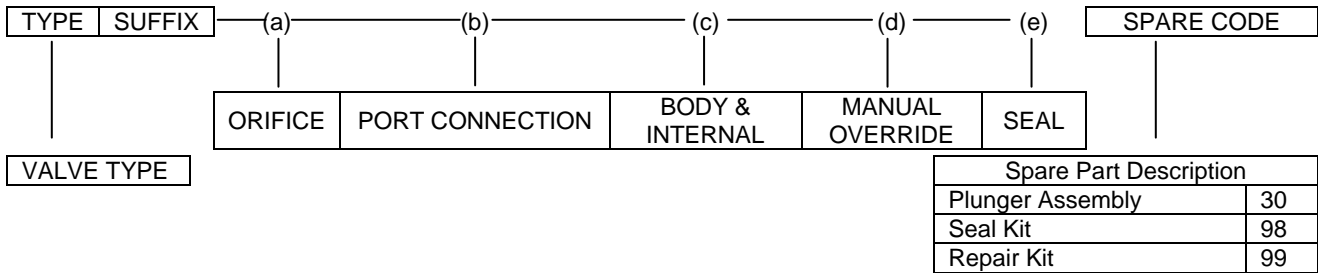 TYPE SUFFIX (a) (b) (c) (d) (e) SPARE CODE
ORIFICE PORT CONNECTION BODY & INTERNAL MANUAL OVERRIDE SEAL
VALVE TYPE
Spare Part Description
Plunger Assembly 30
Seal Kit 98
Repair Kit 99